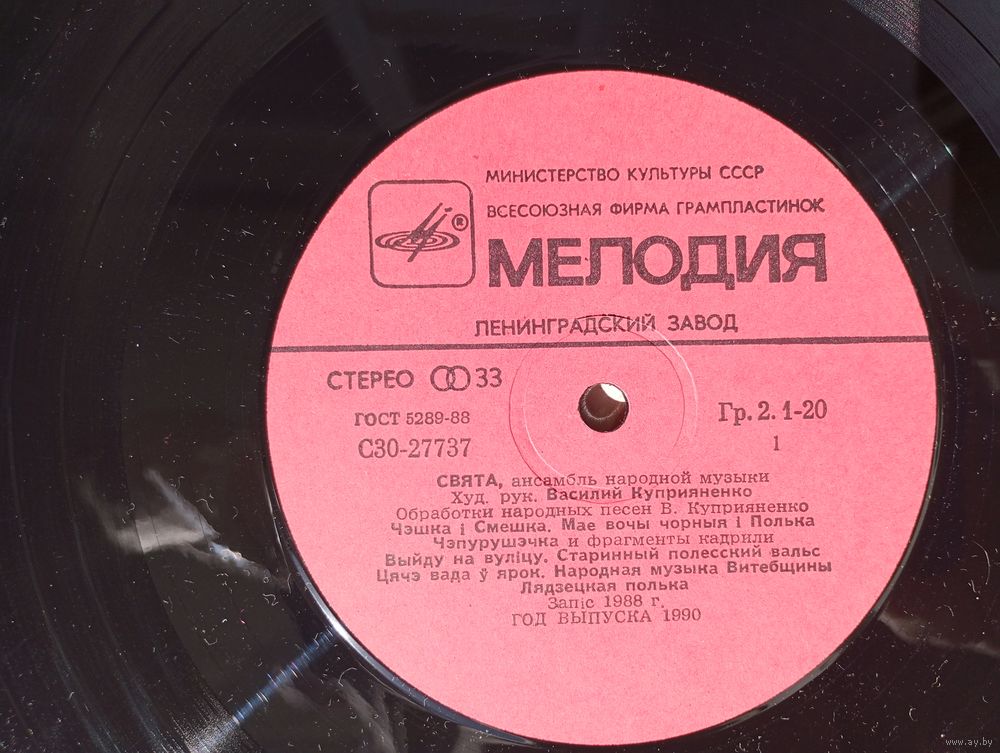 МИНИСТЕРСТВО КУЛЬТУРЫ СССР
ВСЕСОЮЗНАЯ ФИРМА ГРАМПЛАСТИНОК
®
МЕЛОДИЯ
ЛЕНИНГРАДСКИЙ ЗАВОД
СТЕРЕО 33
ГОСТ 5289-88
Гр. 2. 1-20
С30-27737
1
СВЯТА, ансамбль народной музыки
Худ. рук. Василий Куприяненко
Обработки народных песен В. Куприяненко
Чэшка і Смешка. Мае вочы чорныя і Полька
Чэпурушэчка и фрагменты кадрили
Выйду на вуліцу. Старинный полесский вальс
Цячэ вада ў ярок. Народная музыка Витебщины
Лядзецкая полька
Запіс 1988 г.
ГОД ВЫПУСКА 1990
www.ay.by